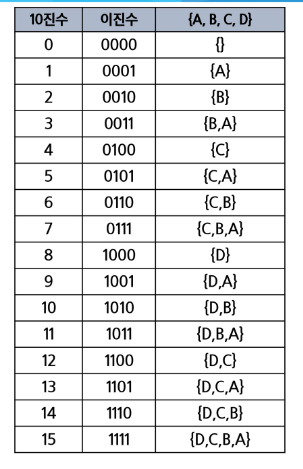 10진수 이진수 {A, B, C, D}
0 0000 {}
1 0001 {A}
2 0010 {B}
3 0011 {B,A}
4 0100 {C}
5 0101 {C,A}
6 0110 {C,B}
7 0111 {C,B,A}
8 1000 {D}
9 1001 {D,A}
10 1010 {D,B}
11 1011 {D,B,A}
12 1100 {D,C}
13 1101 {D,C,A}
14 1110 {D,C,B}
15 1111 {D,C,B,A}